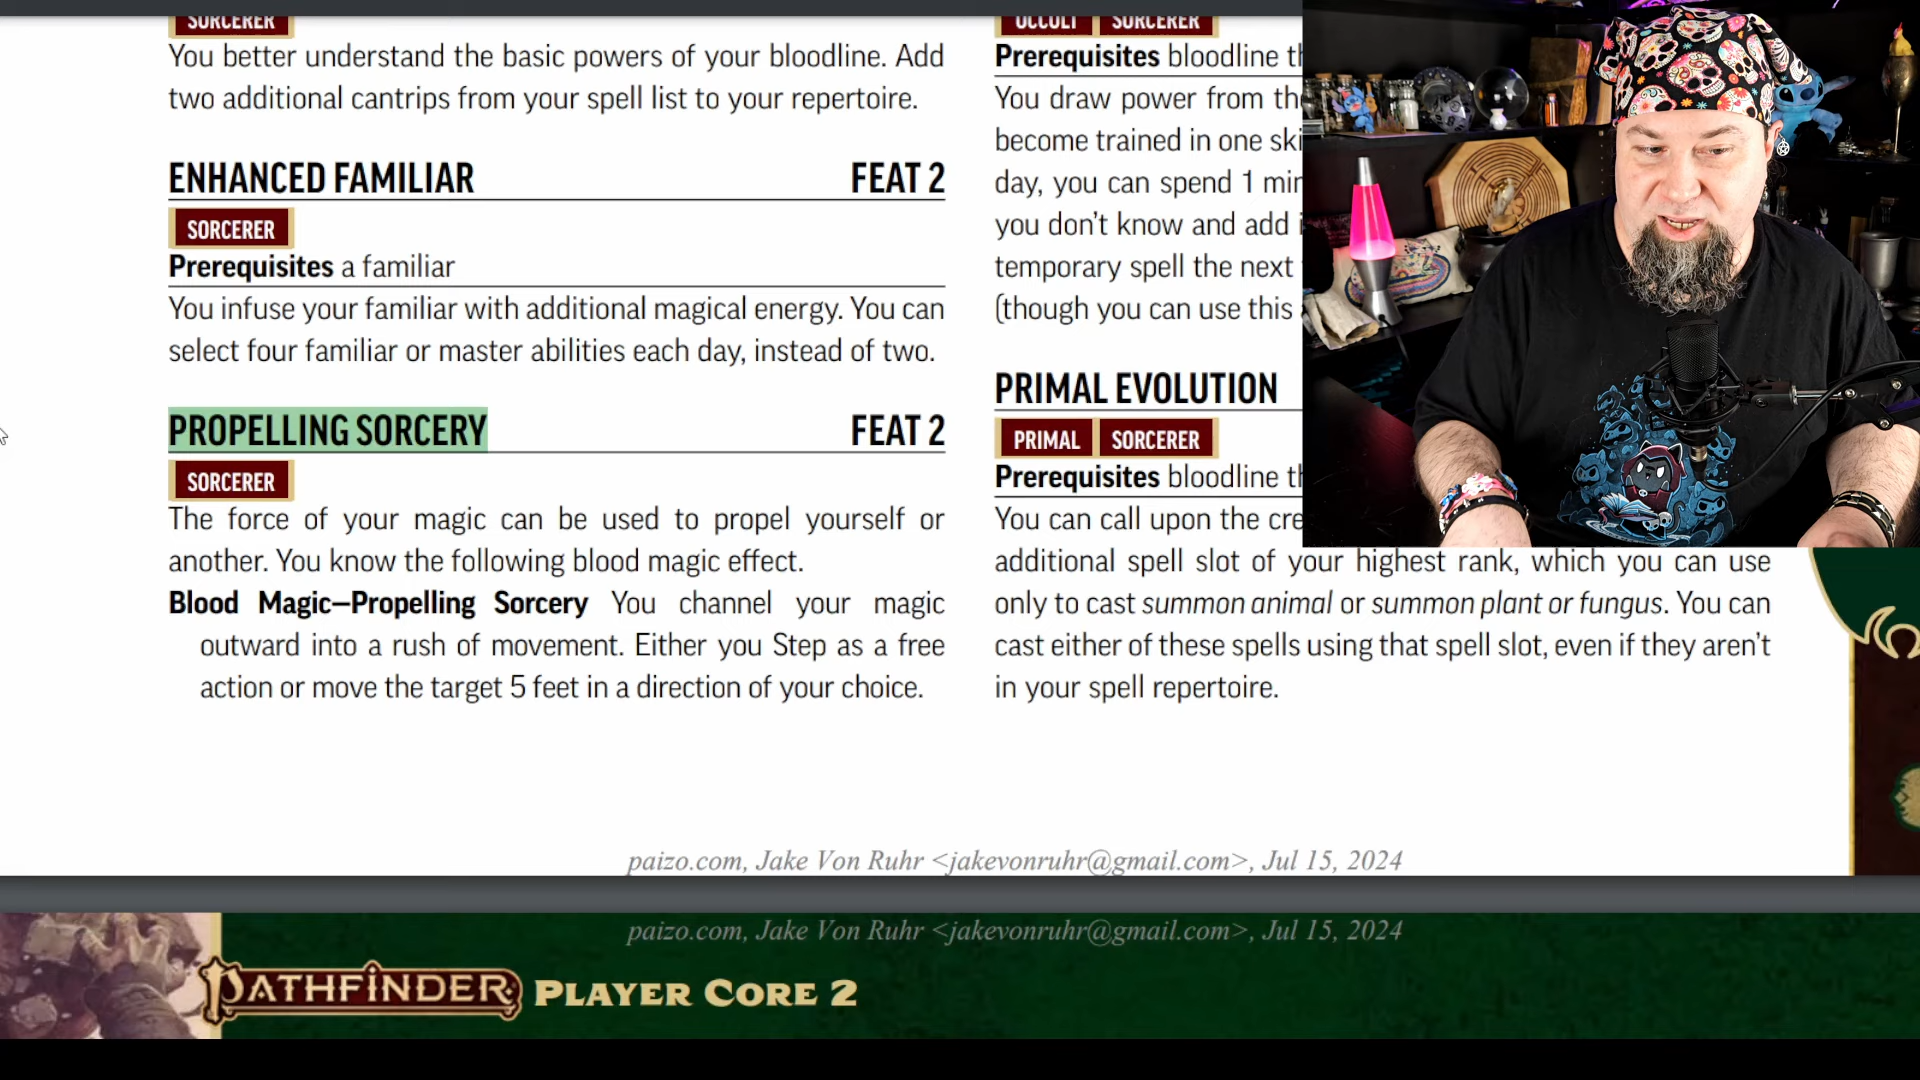 SORCERER
You better understand the basic powers of your bloodline. Add
two additional cantrips from your spell list to your repertoire.
ENHANCED FAMILIAR FEAT 2
SORCERER
Prerequisites a familiar
You infuse your familiar with additional magical energy. You can
select four familiar or master abilities each day, instead of two.
PROPELLING SORCERY FEAT 2
SORCERER
The force of your magic can be used to propel yourself or
another. You know the following blood magic effect.
Blood Magic—Propelling Sorcery You channel your magic
outward into a rush of movement. Either you Step as a free
action or move the target 5 feet in a direction of your choice.
OCCULT SORCERER
Prerequisites bloodline th
You draw power from the
become trained in one ski
day, you can spend 1 min
you don't know and add i
temporary spell the next
(though you can use this
PRIMAL EVOLUTION
PRIMAL SORCERER
Prerequisites bloodline th
You can call upon the cre
additional spell slot of your highest rank, which you can use
only to cast summon animal or summon plant or fungus. You can
cast either of these spells using that spell slot, even if they aren't
in your spell repertoire.
paizo.com, Jake Von Ruhr <jakevonruhr@gmail.com>, Jul 15, 2024
paizo.com, Jake Von Ruhr <jakevonruhr@gmail.com>, Jul 15, 2024
PATHFINDER PLAYER CORE 2